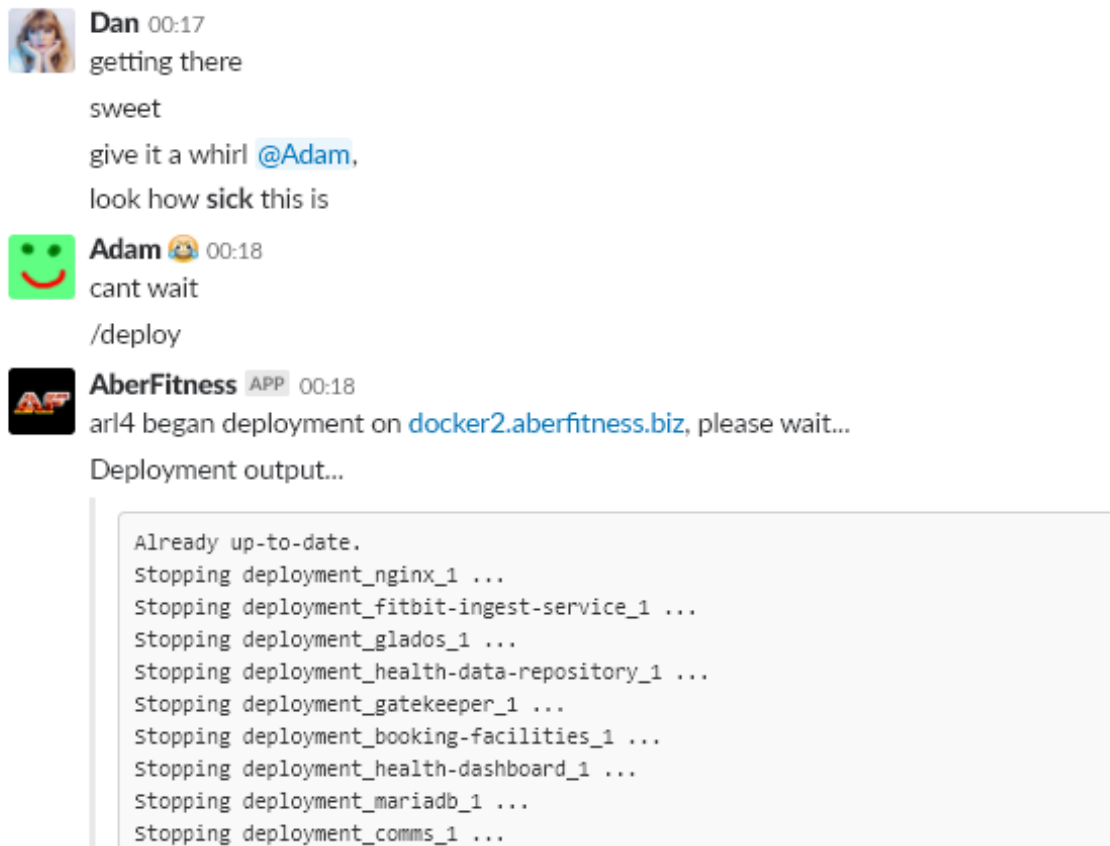 Dan 00:17
getting there
sweet
give it a whirl @Adam,
look how sick this is
Adam 😂 00:18
cant wait
/deploy
AF
AberFitness APP 00:18
arl4 began deployment on docker2.aberfitness.biz, please wait...
Deployment output...
Already up-to-date.
Stopping deployment_nginx_1 ...
Stopping deployment_fitbit-ingest-service_1 ...
Stopping deployment_glados_1 ...
Stopping deployment_health-data-repository_1 ...
Stopping deployment_gatekeeper_1 ...
Stopping deployment_booking-facilities_1 ...
Stopping deployment_health-dashboard_1 ...
Stopping deployment_mariadb_1 ...
Stopping deployment_comms_1 ...